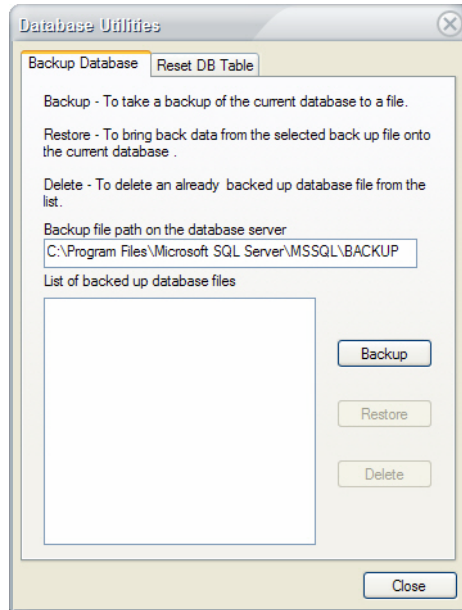 Database Utilities
Backup Database
Reset DB Table
Backup - To take a backup of the current database to a file.
Restore - To bring back data from the selected back up file onto
the current database .
Delete - To delete an already backed up database file from the
list.
Backup file path on the database server
C:\Program Files\Microsoft SQL Server\MSSQL\BACKUP
List of backed up database files
Backup
Restore
Delete
Close